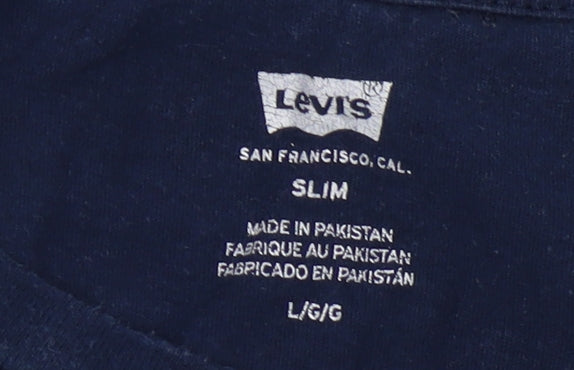 Levi's ®
SAN FRANCISCO, CAL.
SLIM
MADE IN PAKISTAN
FABRIQUE AU PAKISTAN
FABRICADO EN PAKISTÁN
L/G/G